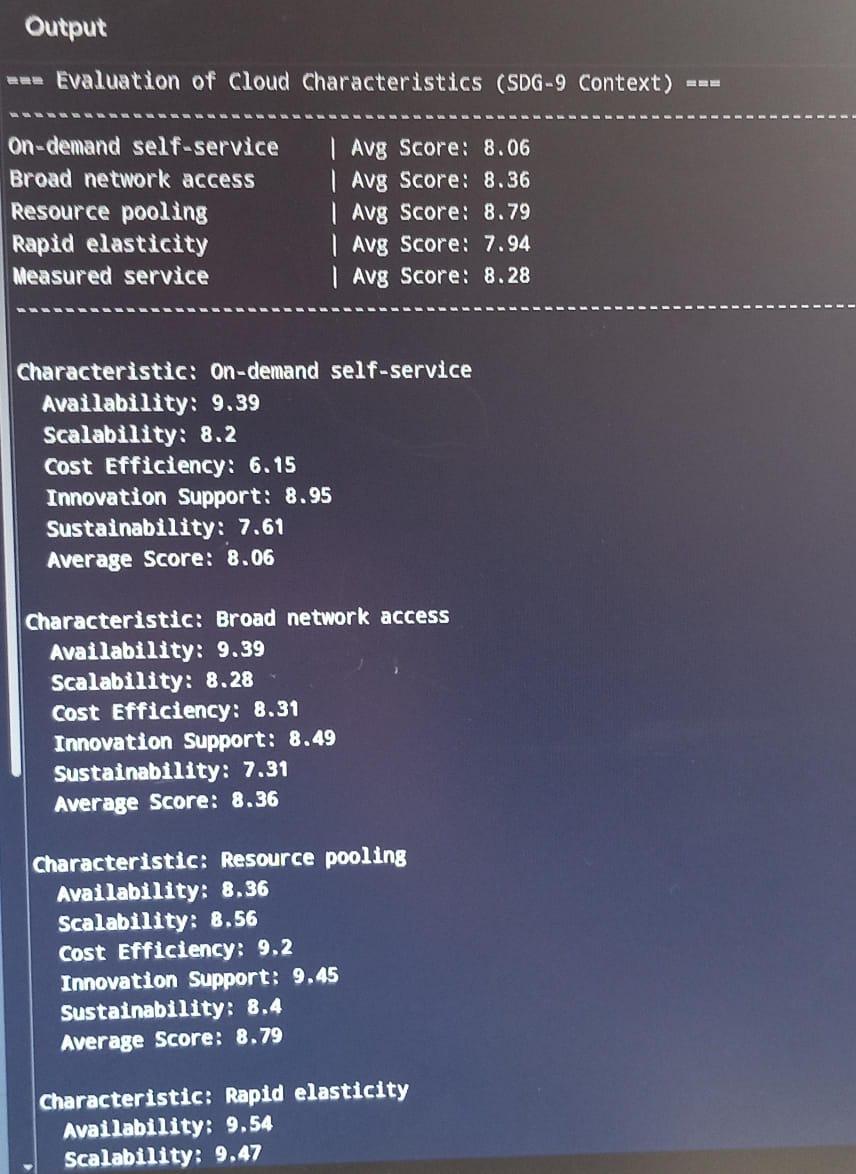 Output
=== Evaluation of Cloud Characteristics (SDG-9 Context) ===
--------------------------------------------------------------------------------
On-demand self-service | Avg Score: 8.06
Broad network access | Avg Score: 8.36
Resource pooling | Avg Score: 8.79
Rapid elasticity | Avg Score: 7.94
Measured service | Avg Score: 8.28
--------------------------------------------------------------------------------
Characteristic: On-demand self-service
Availability: 9.39
Scalability: 8.2
Cost Efficiency: 6.15
Innovation Support: 8.95
Sustainability: 7.61
Average Score: 8.06
Characteristic: Broad network access
Availability: 9.39
Scalability: 8.28
Cost Efficiency: 8.31
Innovation Support: 8.49
Sustainability: 7.31
Average Score: 8.36
Characteristic: Resource pooling
Availability: 8.36
Scalability: 8.56
Cost Efficiency: 9.2
Innovation Support: 9.45
Sustainability: 8.4
Average Score: 8.79
Characteristic: Rapid elasticity
Availability: 9.54
Scalability: 9.47